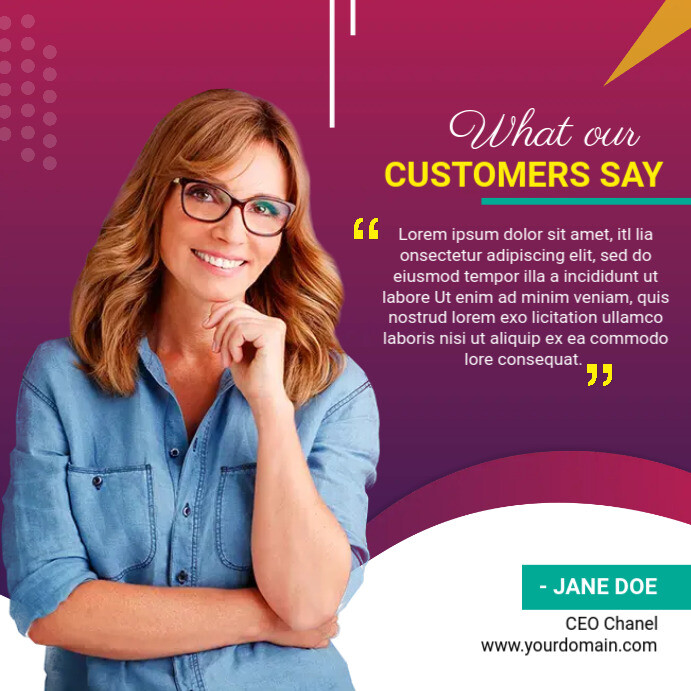 What our
CUSTOMERS SAY
“ Lorem ipsum dolor sit amet, itl lia
onsectetur adipiscing elit, sed do
eiusmod tempor illa a incididunt ut
labore Ut enim ad minim veniam, quis
nostrud lorem exo licitation ullamco
laboris nisi ut aliquip ex ea commodo
lore consequat. ”
- JANE DOE
CEO Chanel
www.yourdomain.com